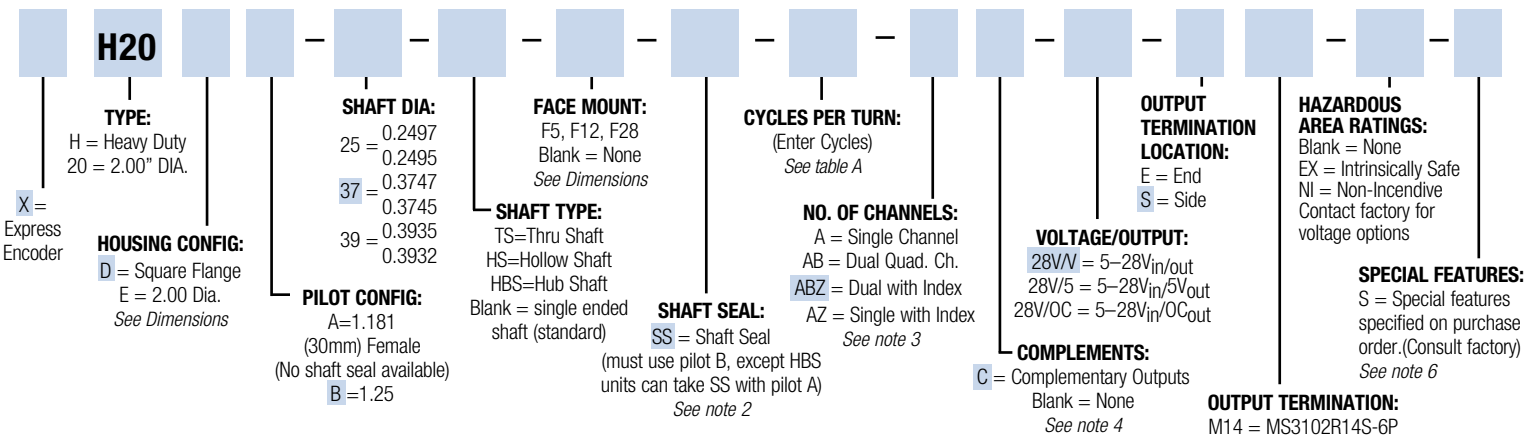 H20
X =
Express
Encoder
TYPE:
H = Heavy Duty
20 = 2.00” DIA.
HOUSING CONFIG:
D = Square Flange
E = 2.00 Dia.
See Dimensions
PILOT CONFIG:
A=1.181
(30mm) Female
(No shaft seal available)
B =1.25
SHAFT DIA:
25 = 0.2497
0.2495
37 = 0.3747
0.3745
39 = 0.3935
0.3932
SHAFT TYPE:
TS=Thru Shaft
HS=Hollow Shaft
HBS=Hub Shaft
Blank = single ended
shaft (standard)
FACE MOUNT:
F5, F12, F28
Blank = None
See Dimensions
SHAFT SEAL:
SS = Shaft Seal
(must use pilot B, except HBS
units can take SS with pilot A)
See note 2
CYCLES PER TURN:
(Enter Cycles)
See table A
NO. OF CHANNELS:
A = Single Channel
AB = Dual Quad. Ch.
ABZ = Dual with Index
AZ = Single with Index
See note 3
COMPLEMENTS:
C = Complementary Outputs
Blank = None
See note 4
VOLTAGE/OUTPUT:
28V/V = 5–28Vin/out
28V/5 = 5–28Vin/5Vout
28V/OC = 5–28Vin/OCout
OUTPUT
TERMINATION
LOCATION:
E = End
S = Side
OUTPUT TERMINATION:
M14 = MS3102R14S-6P
HAZARDOUS
AREA RATINGS:
Blank = None
EX = Intrinsically Safe
NI = Non-Incendive
Contact factory for
voltage options
SPECIAL FEATURES:
S = Special features
specified on purchase
order.(Consult factory)
See note 6